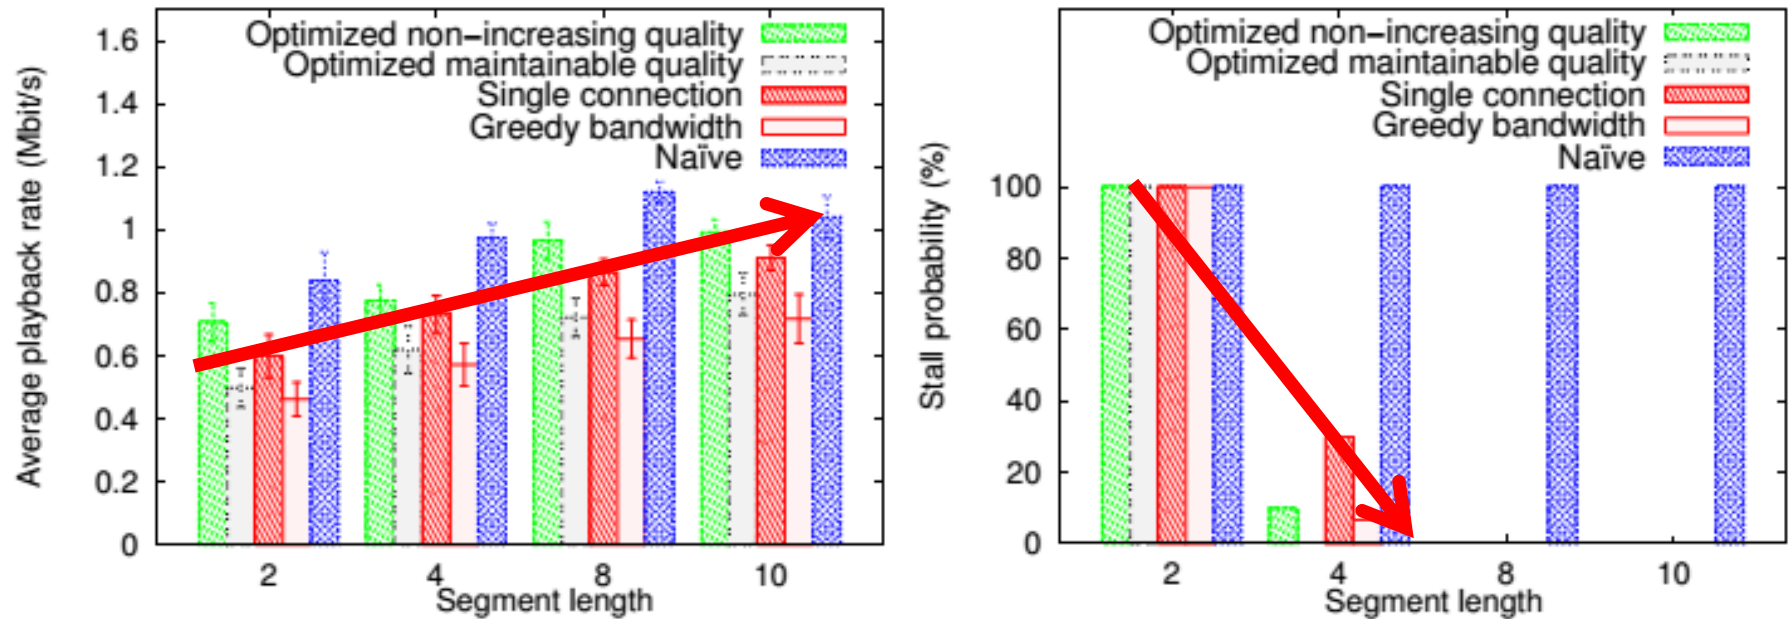 Optimized non−increasing quality
Optimized maintainable quality
Single connection
Greedy bandwidth
Naïve
Average playback rate (Mbit/s)
1.6
1.4
1.2
1
0.8
0.6
0.4
0.2
0
2 4 8 10
Segment length
Optimized non−increasing quality
Optimized maintainable quality
Single connection
Greedy bandwidth
Naïve
Stall probability (%)
100
80
60
40
20
0
2 4 8 10
Segment length